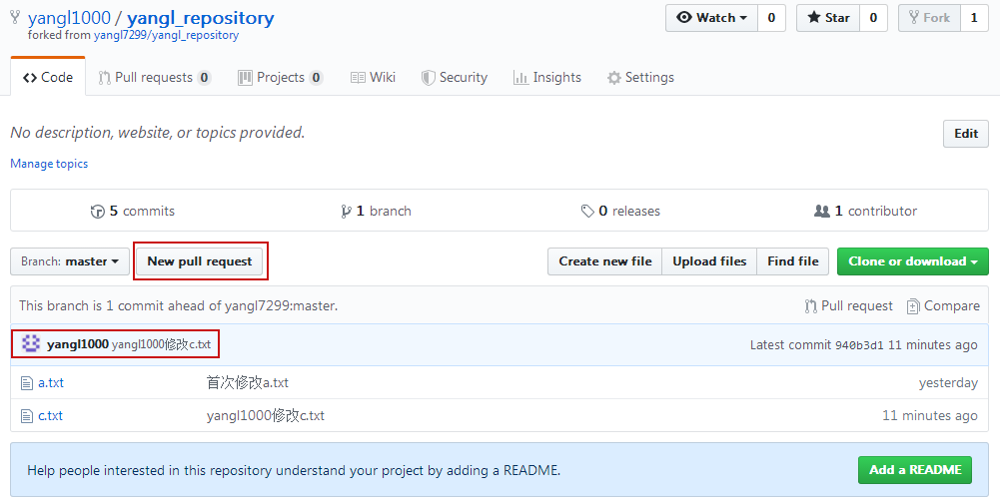 yangl1000 / yangl_repository
Watch 0 Star 0 Fork 1
forked from yangl7299/yangl_repository
Code Pull requests 0 Projects 0 Wiki Security Insights Settings
No description, website, or topics provided.
Edit
Manage topics
5 commits 1 branch 0 releases 1 contributor
Branch: master New pull request Create new file Upload files Find file Clone or download
This branch is 1 commit ahead of yangl7299:master. Pull request Compare
yangl1000 yangl1000修改c.txt Latest commit 940b3d1 11 minutes ago
a.txt 首次修改a.txt yesterday
c.txt yangl1000修改c.txt 11 minutes ago
Help people interested in this repository understand your project by adding a README. Add a README